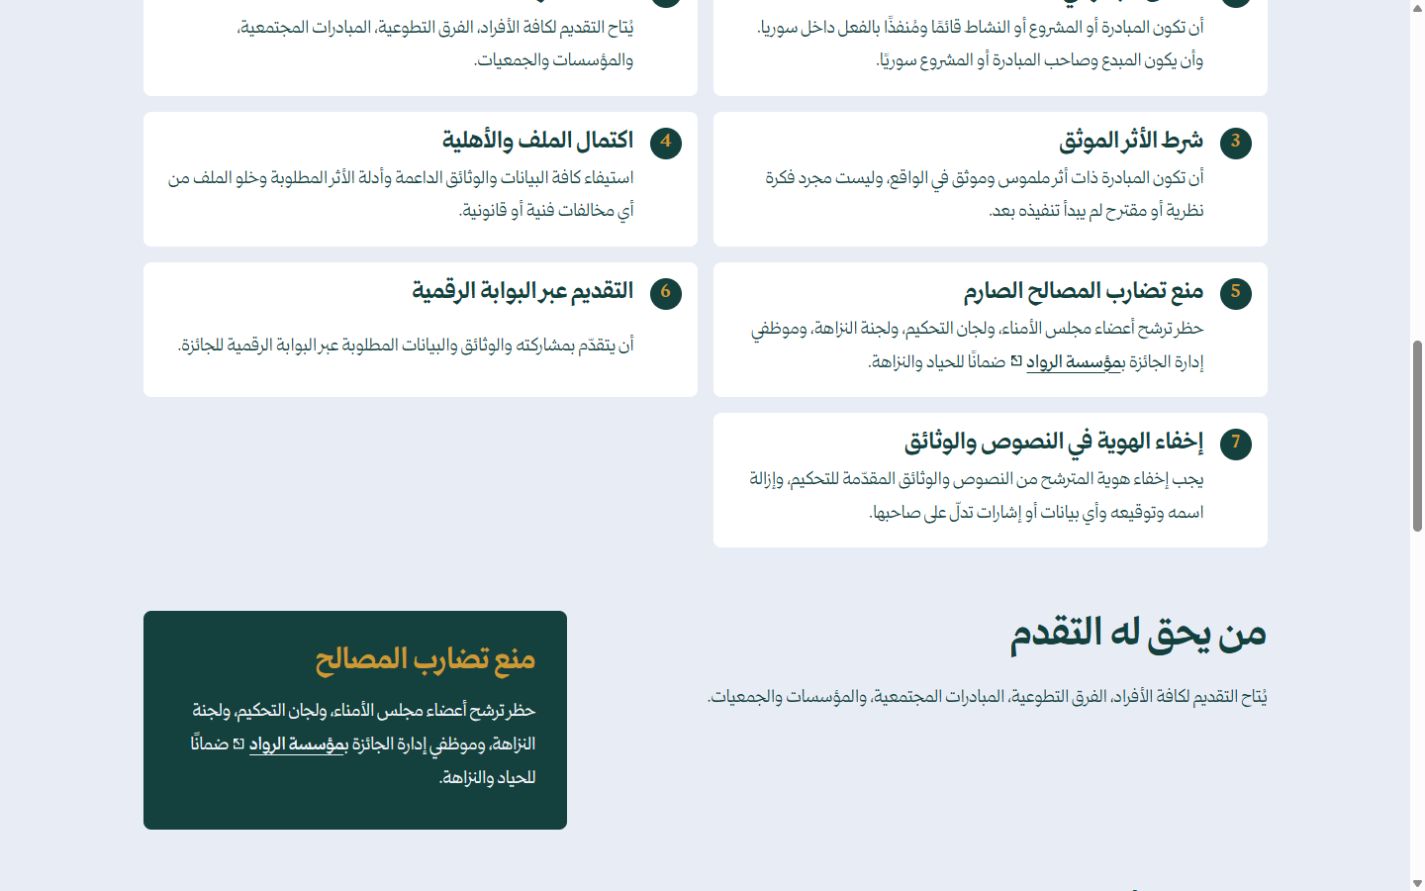 أن تكون المبادرة أو المشروع أو النشاط قائمًا ومُنفذًا بالفعل داخل سوريا.
وأن يكون المبدع وصاحب المبادرة أو المشروع سوريًا.
يُتاح التقديم لكافة الأفراد، الفرق التطوعية، المبادرات المجتمعية،
والمؤسسات والجمعيات.
3
شرط الأثر الموثق
أن تكون المبادرة ذات أثر ملموس وموثق في الواقع، وليست مجرد فكرة
نظرية أو مقترح لم يبدأ تنفيذه بعد.
4
اكتمال الملف والأهلية
استيفاء كافة البيانات والوثائق الداعمة وأدلة الأثر المطلوبة وخلو الملف من
أي مخالفات فنية أو قانونية.
5
منع تضارب المصالح الصارم
حظر ترشح أعضاء مجلس الأمناء، ولجان التحكيم، ولجنة النزاهة، وموظفي
إدارة الجائزة بمؤسسة الرواد ضمانًا للحياد والنزاهة.
6
التقديم عبر البوابة الرقمية
أن يتقدّم بمشاركته والوثائق والبيانات المطلوبة عبر البوابة الرقمية للجائزة.
7
إخفاء الهوية في النصوص والوثائق
يجب إخفاء هوية المترشح من النصوص والوثائق المقدّمة للتحكيم، وإزالة
اسمه وتوقيعه وأي بيانات أو إشارات تدلّ على صاحبها.
من يحق له التقدم
يُتاح التقديم لكافة الأفراد، الفرق التطوعية، المبادرات المجتمعية، والمؤسسات والجمعيات.
منع تضارب المصالح
حظر ترشح أعضاء مجلس الأمناء، ولجان التحكيم، ولجنة
النزاهة، وموظفي إدارة الجائزة بمؤسسة الرواد ضمانًا
للحياد والنزاهة.